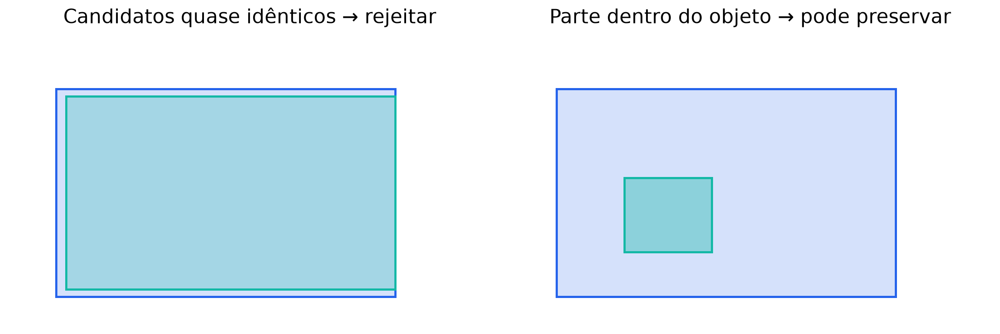 Candidatos quase idênticos → rejeitar
Parte dentro do objeto → pode preservar